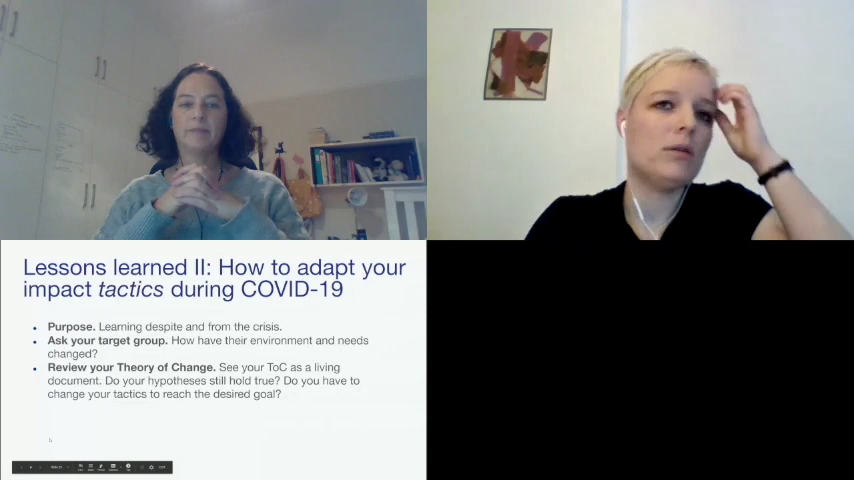 Lessons learned II: How to adapt your
impact tactics during COVID-19
• Purpose. Learning despite and from the crisis.
• Ask your target group. How have their environment and needs
changed?
• Review your Theory of Change. See your ToC as a living
document. Do your hypotheses still hold true? Do you have to
change your tactics to reach the desired goal?